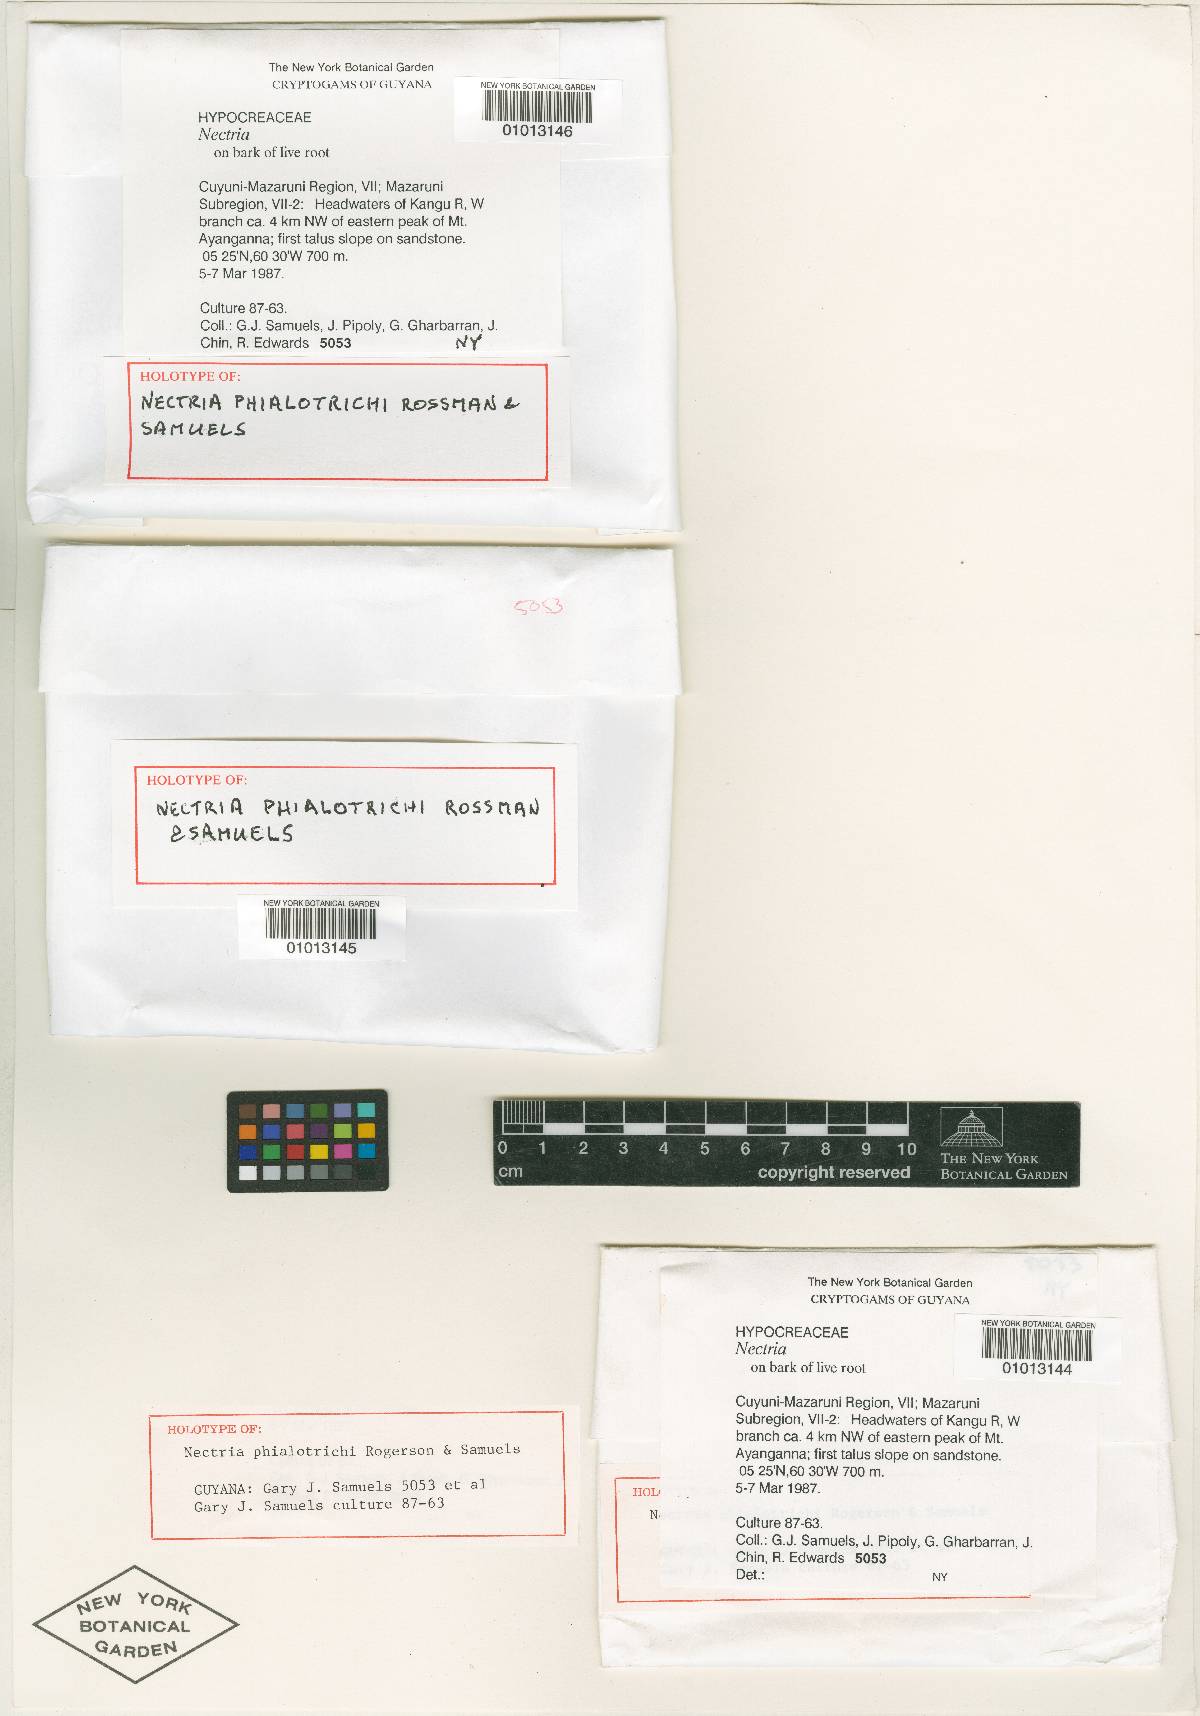 The New York Botanical Garden
CRYPTOGAMS OF GUYANA
NEW YORK BOTANICAL GARDEN
01013146
HYPOCREACEAE
Nectria
on bark of live root
Cuyuni-Mazaruni Region, VII; Mazaruni
Subregion, VII-2: Headwaters of Kangu R, W
branch ca. 4 km NW of eastern peak of Mt.
Ayanganna; first talus slope on sandstone.
05 25'N,60 30'W 700 m.
5-7 Mar 1987.
Culture 87-63.
Coll.: G.J. Samuels, J. Pipoly, G. Gharbarran, J.
Chin, R. Edwards 5053 NY
HOLOTYPE OF:
NECTRIA PHIALOTRICHI ROSSMAN &
SAMUELS
5053
HOLOTYPE OF:
NECTRIA PHIALOTRICHI ROSSMAN
& SAMUELS
NEW YORK BOTANICAL GARDEN
01013145
0 1 2 3 4 5 6 7 8 9 10
cm copyright reserved
THE NEW YORK
BOTANICAL GARDEN
The New York Botanical Garden
CRYPTOGAMS OF GUYANA
NEW YORK BOTANICAL GARDEN
01013144
HYPOCREACEAE
Nectria
on bark of live root
Cuyuni-Mazaruni Region, VII; Mazaruni
Subregion, VII-2: Headwaters of Kangu R, W
branch ca. 4 km NW of eastern peak of Mt.
Ayanganna; first talus slope on sandstone.
05 25'N,60 30'W 700 m.
5-7 Mar 1987.
Culture 87-63.
Coll.: G.J. Samuels, J. Pipoly, G. Gharbarran, J.
Chin, R. Edwards 5053
Det.: NY
HOLOTYPE OF:
Nectria phialotrichi Rogerson & Samuels
GUYANA: Gary J. Samuels 5053 et al
Gary J. Samuels culture 87-63
NEW YORK
BOTANICAL
GARDEN